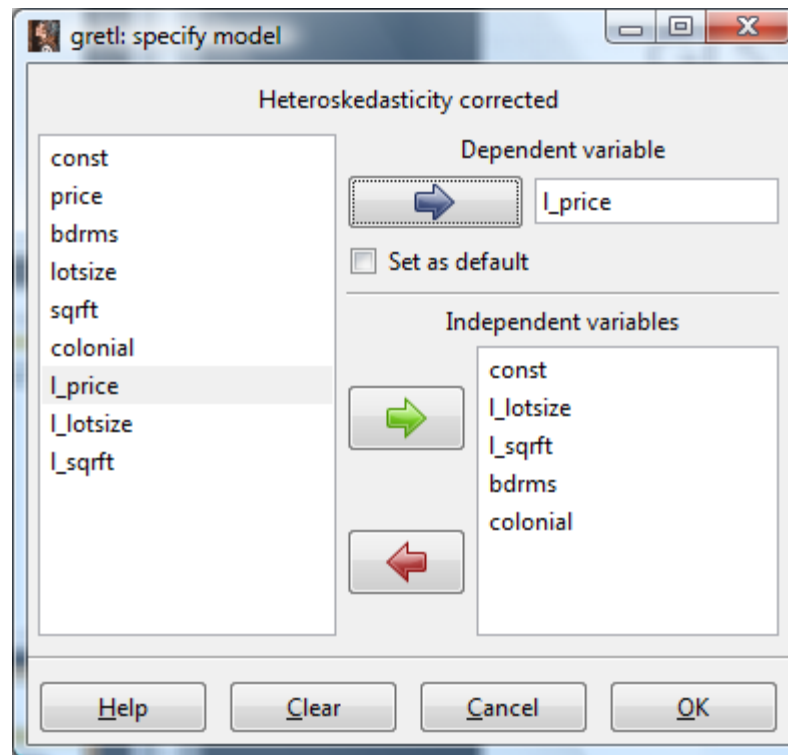 gretl: specify model
Heteroskedasticity corrected
const
price
bdrms
lotsize
sqrft
colonial
l_price
l_lotsize
l_sqrft
Dependent variable
l_price
Set as default
Independent variables
const
l_lotsize
l_sqrft
bdrms
colonial
Help
Clear
Cancel
OK